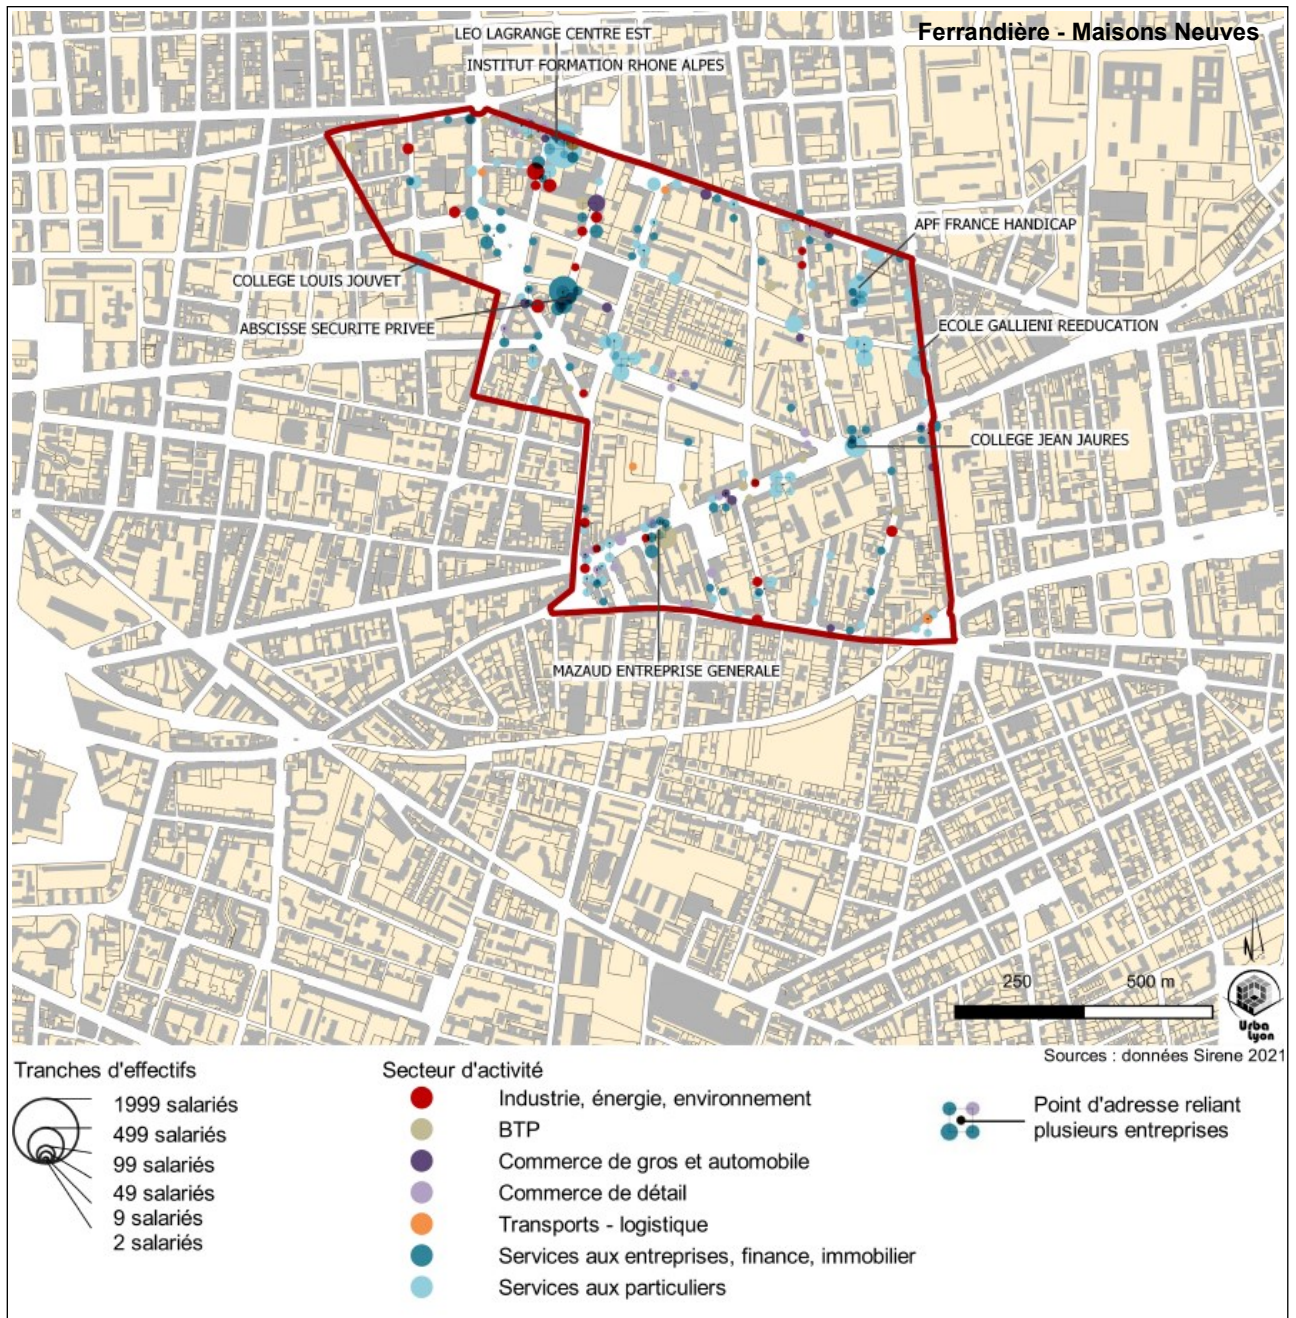 Ferrandière - Maisons Neuves
LEO LAGRANGE CENTRE EST
INSTITUT FORMATION RHONE ALPES
APF FRANCE HANDICAP
COLLEGE LOUIS JOUVET
ABSCISSE SECURITE PRIVEE
ECOLE GALLIENI REEDUCATION
COLLEGE JEAN JAURES
MAZAUD ENTREPRISE GENERALE
N
250 500 m
Urba
Lyon
Sources : données Sirene 2021
Tranches d'effectifs
1999 salariés
499 salariés
99 salariés
49 salariés
9 salariés
2 salariés
Secteur d'activité
Industrie, énergie, environnement
BTP
Commerce de gros et automobile
Commerce de détail
Transports - logistique
Services aux entreprises, finance, immobilier
Services aux particuliers
Point d'adresse reliant
plusieurs entreprises